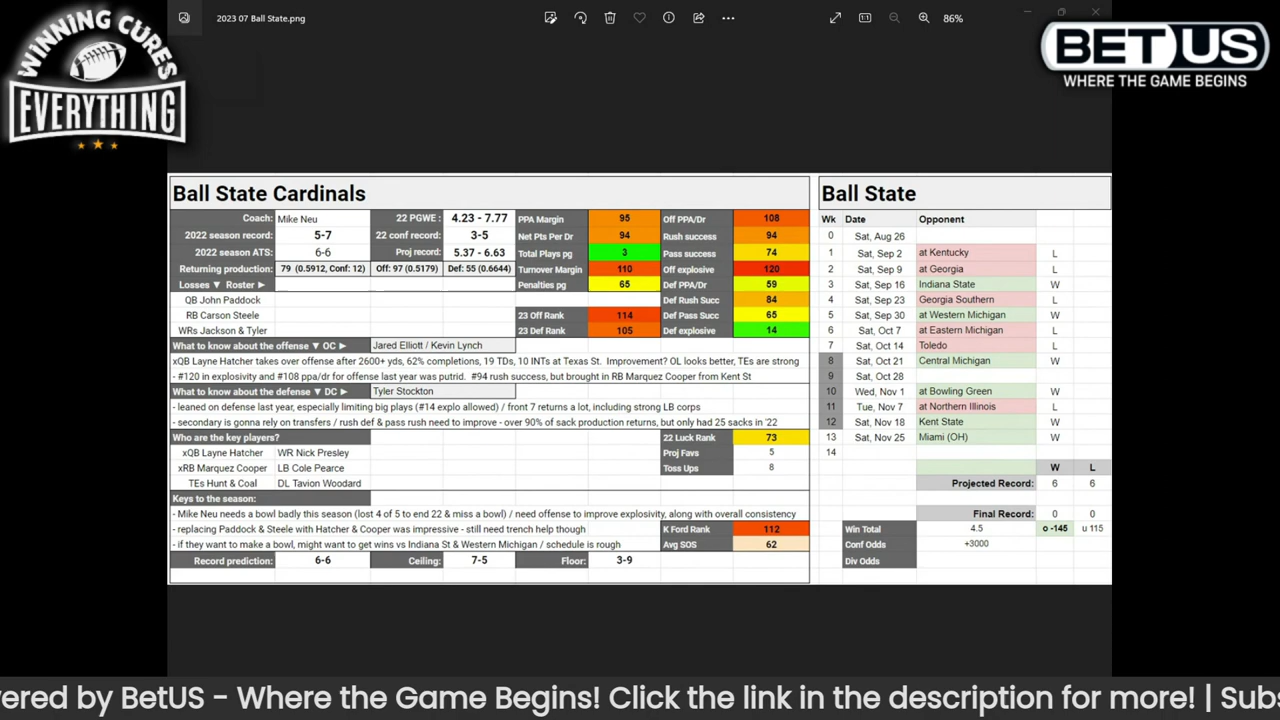 2023 07 Ball State.png
86%
WINNING CURES
EVERYTHING
BETUS
WHERE THE GAME BEGINS
Ball State Cardinals
Coach: Mike Neu 22 PGWE : 4.23 - 7.77 PPA Margin 95 Off PPA/Dr 108
2022 season record: 5-7 22 conf record: 3-5 Net Pts Per Dr 94 Rush success 94
2022 season ATS: 6-6 Proj record: 5.37 - 6.63 Total Plays pg 3 Pass success 74
Returning production: 79 (0.5912, Conf: 12) Off: 97 (0.5179) Def: 55 (0.6644) Turnover Margin 110 Off explosive 120
Losses ▼ Roster ► Penalties pg 65 Def PPA/Dr 59
QB John Paddock Def Rush Succ 84
RB Carson Steele 23 Off Rank 114 Def Pass Succ 65
WRs Jackson & Tyler 23 Def Rank 105 Def explosive 14
What to know about the offense ▼ OC ► Jared Elliott / Kevin Lynch
xQB Layne Hatcher takes over offense after 2600+ yds, 62% completions, 19 TDs, 10 INTs at Texas St. Improvement? OL looks better, TEs are strong
- #120 in explosivity and #108 ppa/dr for offense last year was putrid. #94 rush success, but brought in RB Marquez Cooper from Kent St
What to know about the defense ▼ DC ► Tyler Stockton
- leaned on defense last year, especially limiting big plays (#14 explo allowed) / front 7 returns a lot, including strong LB corps
- secondary is gonna rely on transfers / rush def & pass rush need to improve - over 90% of sack production returns, but only had 25 sacks in '22
Who are the key players? 22 Luck Rank 73
xQB Layne Hatcher WR Nick Presley Proj Favs 5
xRB Marquez Cooper LB Cole Pearce Toss Ups 8
TEs Hunt & Coal DL Tavion Woodard
Keys to the season:
- Mike Neu needs a bowl badly this season (lost 4 of 5 to end 22 & miss a bowl) / need offense to improve explosivity, along with overall consistency
- replacing Paddock & Steele with Hatcher & Cooper was impressive - still need trench help though K Ford Rank 112
- if they want to make a bowl, might want to get wins vs Indiana St & Western Michigan / schedule is rough Avg SOS 62
Record prediction: 6-6 Ceiling: 7-5 Floor: 3-9
Ball State
Wk Date Opponent
0 Sat, Aug 26
1 Sat, Sep 2 at Kentucky L
2 Sat, Sep 9 at Georgia L
3 Sat, Sep 16 Indiana State W
4 Sat, Sep 23 Georgia Southern L
5 Sat, Sep 30 at Western Michigan W
6 Sat, Oct 7 at Eastern Michigan L
7 Sat, Oct 14 Toledo L
8 Sat, Oct 21 Central Michigan W
9 Sat, Oct 28
10 Wed, Nov 1 at Bowling Green W
11 Tue, Nov 7 at Northern Illinois L
12 Sat, Nov 18 Kent State W
13 Sat, Nov 25 Miami (OH) W
14
W L
Projected Record: 6 6
Final Record: 0 0
Win Total 4.5 o -145 u 115
Conf Odds +3000
Div Odds
ered by BetUS - Where the Game Begins! Click the link in the description for more! | Subs